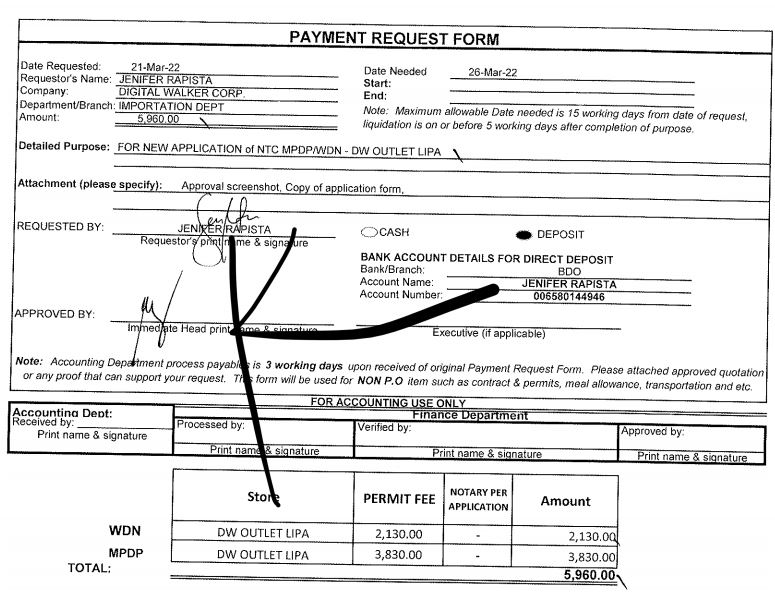 PAYMENT REQUEST FORM
Date Requested: 21-Mar-22
Date Needed 26-Mar-22
Requestor's Name: JENIFER RAPISTA
Start:
Company: DIGITAL WALKER CORP.
End:
Department/Branch: IMPORTATION DEPT
Amount: 5,960.00
Note: Maximum allowable Date needed is 15 working days from date of request,
liquidation is on or before 5 working days after completion of purpose.
Detailed Purpose: FOR NEW APPLICATION of NTC MPDP/WDN - DW OUTLET LIPA
Attachment (please specify): Approval screenshot, Copy of application form,
REQUESTED BY: JENIFER RAPISTA
Requestor's print name & signature
CASH DEPOSIT
BANK ACCOUNT DETAILS FOR DIRECT DEPOSIT
Bank/Branch: BDO
Account Name: JENIFER RAPISTA
Account Number: 006580144946
APPROVED BY:
Immediate Head print name & signature
Executive (if applicable)
Note: Accounting Department process payables is 3 working days upon received of original Payment Request Form. Please attached approved quotation
or any proof that can support your request. This form will be used for NON P.O item such as contract & permits, meal allowance, transportation and etc.
FOR ACCOUNTING USE ONLY
Accounting Dept:
Finance Department
Received by:
Processed by:
Verified by:
Approved by:
Print name & signature
Print name & signature
Print name & signature
Print name & signature
Store PERMIT FEE NOTARY PER APPLICATION Amount
WDN DW OUTLET LIPA 2,130.00 - 2,130.00
MPDP DW OUTLET LIPA 3,830.00 - 3,830.00
TOTAL: 5,960.00